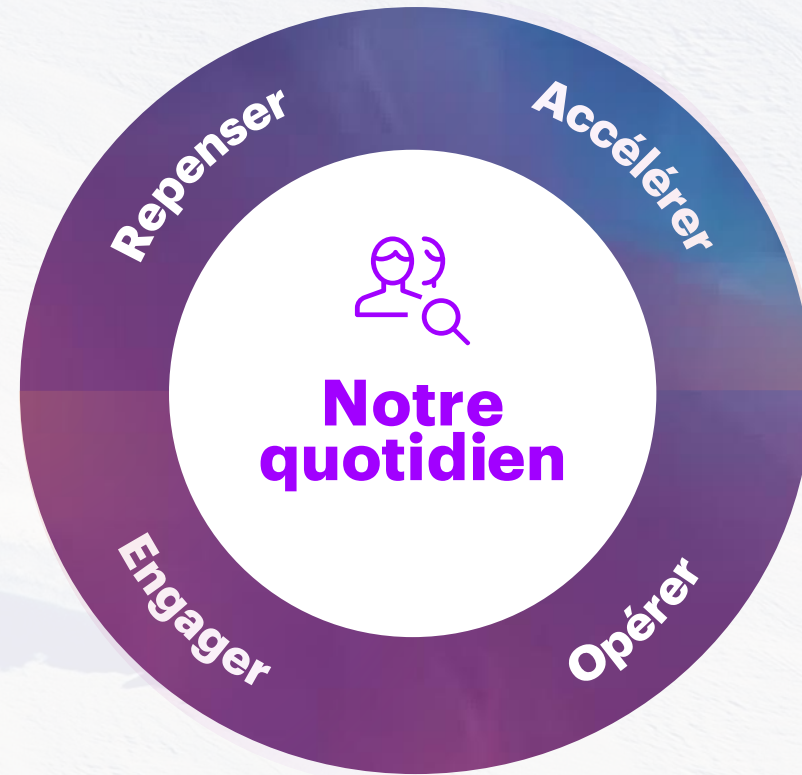 Repenser
Accélérer
Notre
quotidien
Engager
Opérer